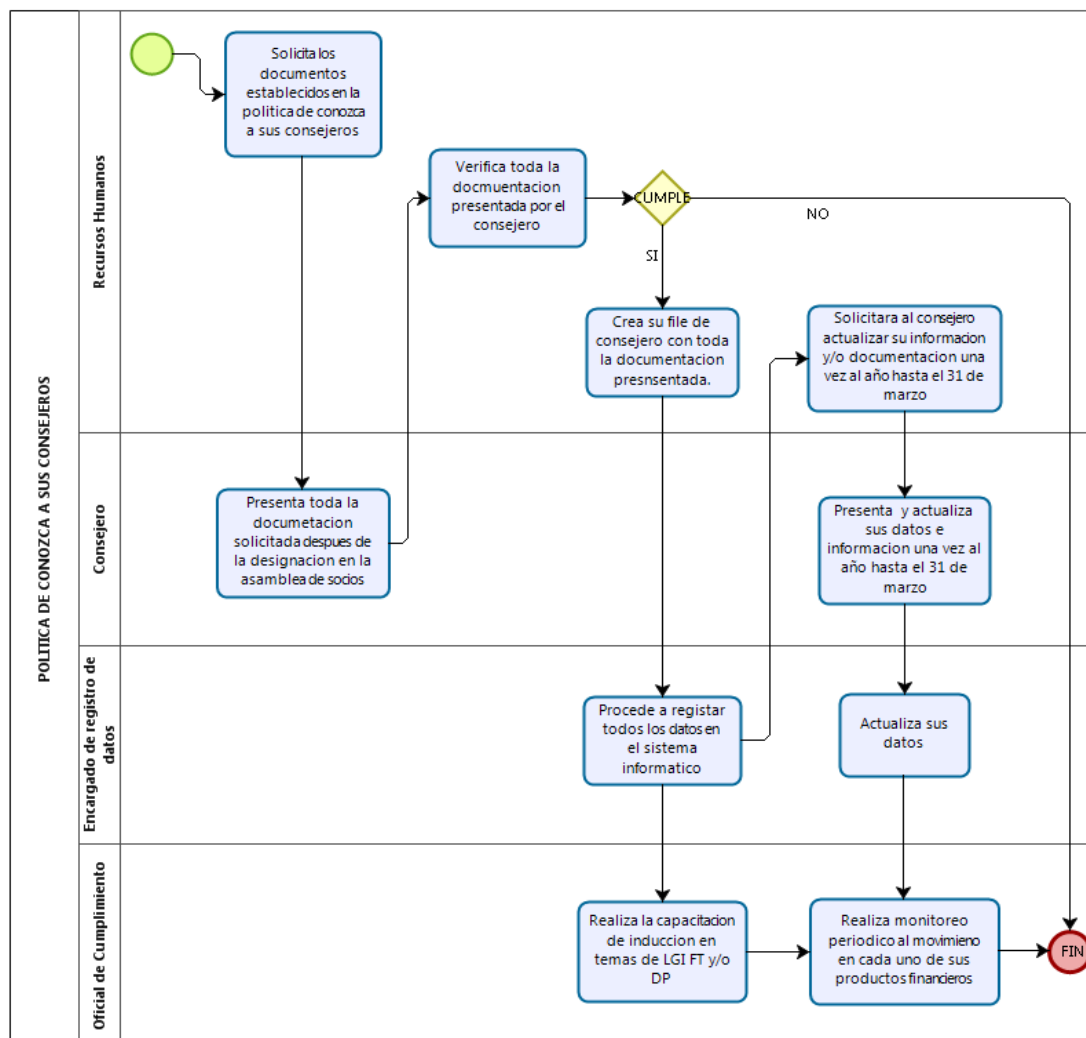 POLITICA DE CONOZCA A SUS CONSEJEROS
Recursos Humanos
Solicita los
documentos
establecidos en la
politica de conozca
a sus consejeros
Verifica toda la
docmuentacion
presentada por el
consejero
CUMPLE
NO
SI
Crea su file de
consejero con toda
la documentacion
presnsentada.
Solicitara al consejero
actualizar su informacion
y/o documentacion una
vez al año hasta el 31 de
marzo
Consejero
Presenta toda la
documetacion
solicitada despues de
la designacion en la
asamblea de socios
Presenta y actualiza
sus datos e
informacion una vez al
año hasta el 31 de
marzo
Encargado de registro de
datos
Procede a registar
todos los datos en
el sistema
informatico
Actualiza sus
datos
Oficial de Cumplimiento
Realiza la capacitacion
de induccion en
temas de LGI FT y/o
DP
Realiza monitoreo
periodico al movimieno
en cada uno de sus
productos financieros
FIN